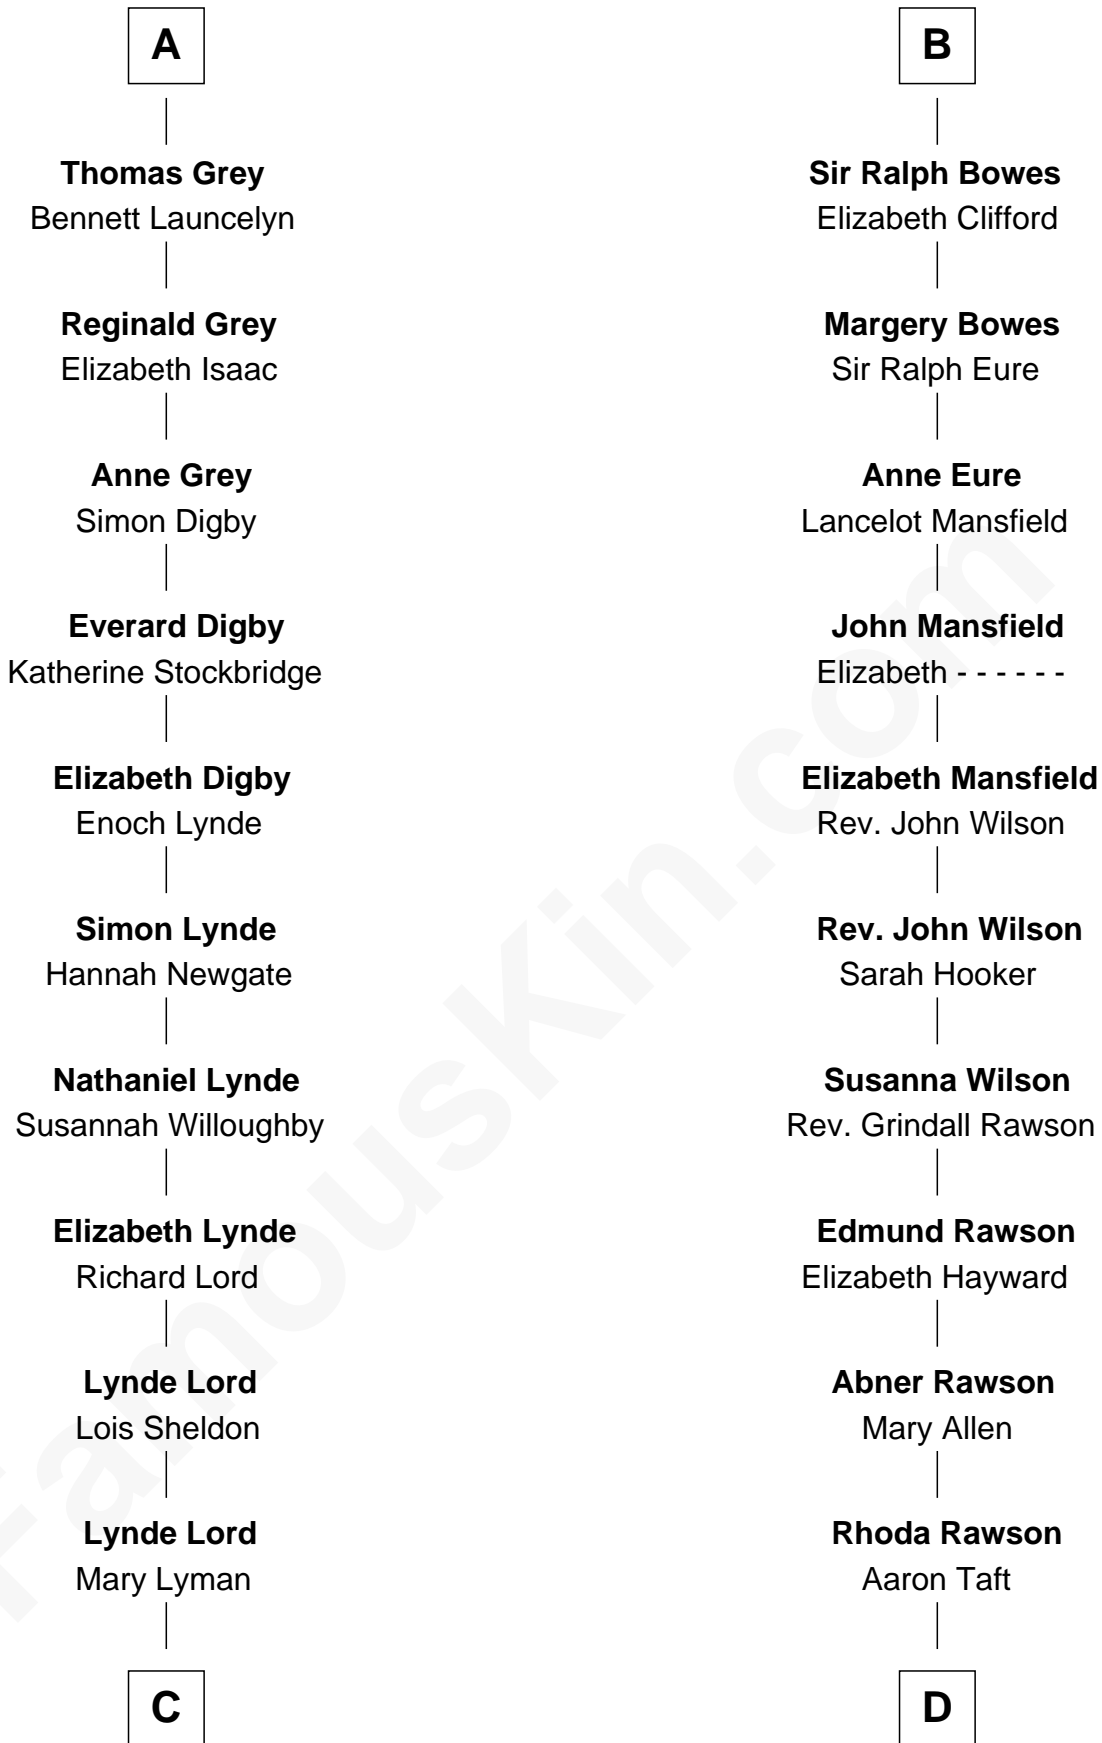 A
Thomas Grey
Bennett Launcelyn
Reginald Grey
Elizabeth Isaac
Anne Grey
Simon Digby
Everard Digby
Katherine Stockbridge
Elizabeth Digby
Enoch Lynde
Simon Lynde
Hannah Newgate
Nathaniel Lynde
Susannah Willoughby
Elizabeth Lynde
Richard Lord
Lynde Lord
Lois Sheldon
Lynde Lord
Mary Lyman
C
B
Sir Ralph Bowes
Elizabeth Clifford
Margery Bowes
Sir Ralph Eure
Anne Eure
Lancelot Mansfield
John Mansfield
Elizabeth - - - - - -
Elizabeth Mansfield
Rev. John Wilson
Rev. John Wilson
Sarah Hooker
Susanna Wilson
Rev. Grindall Rawson
Edmund Rawson
Elizabeth Hayward
Abner Rawson
Mary Allen
Rhoda Rawson
Aaron Taft
D
FamousKin.com